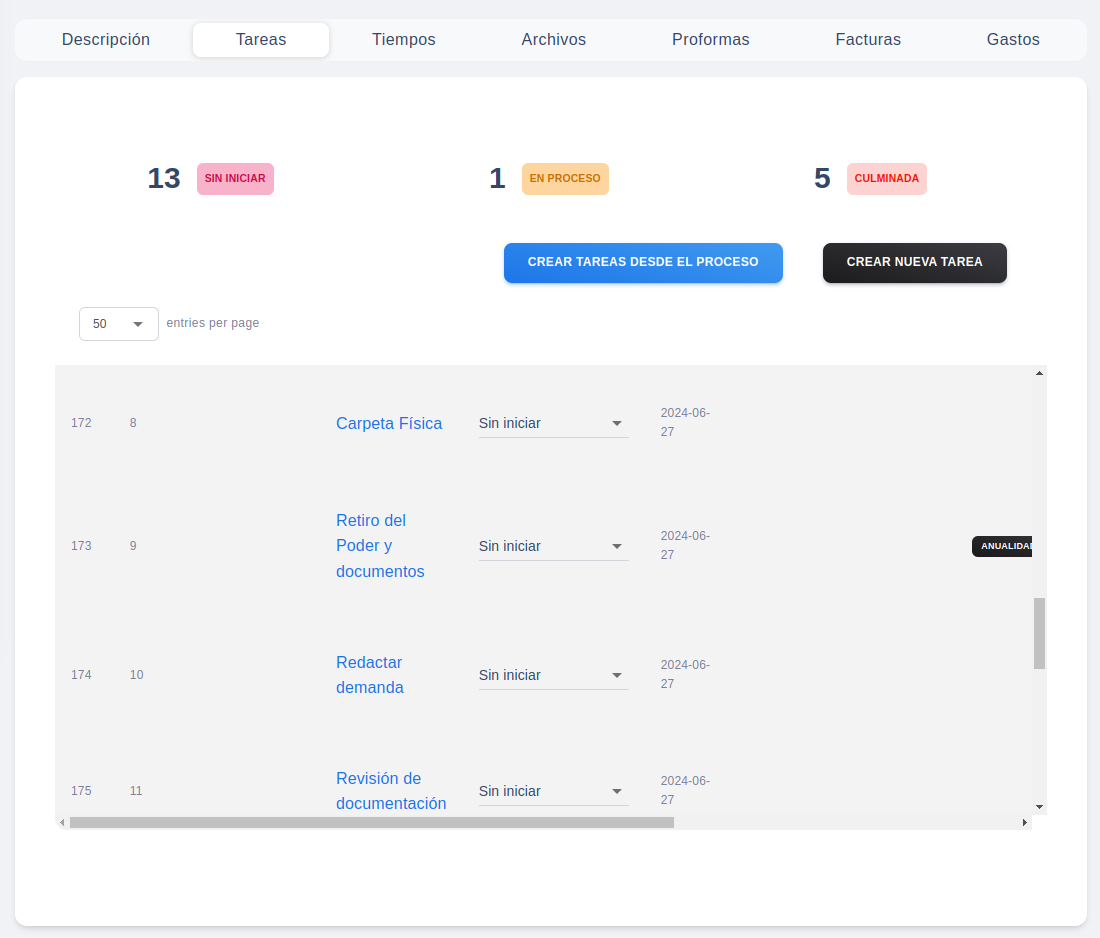 Descripción Tareas Tiempos Archivos Proformas Facturas Gastos
13 SIN INICIAR 1 EN PROCESO 5 CULMINADA
CREAR TAREAS DESDE EL PROCESO CREAR NUEVA TAREA
50 entries per page
172 8 Carpeta Física Sin iniciar 2024-06-
27
Retiro del
173 9 Poder y Sin iniciar 2024-06-
27 ANUALIDAD
documentos
174 10 Redactar
demanda Sin iniciar 2024-06-
27
175 11 Revisión de
documentación Sin iniciar 2024-06-
27